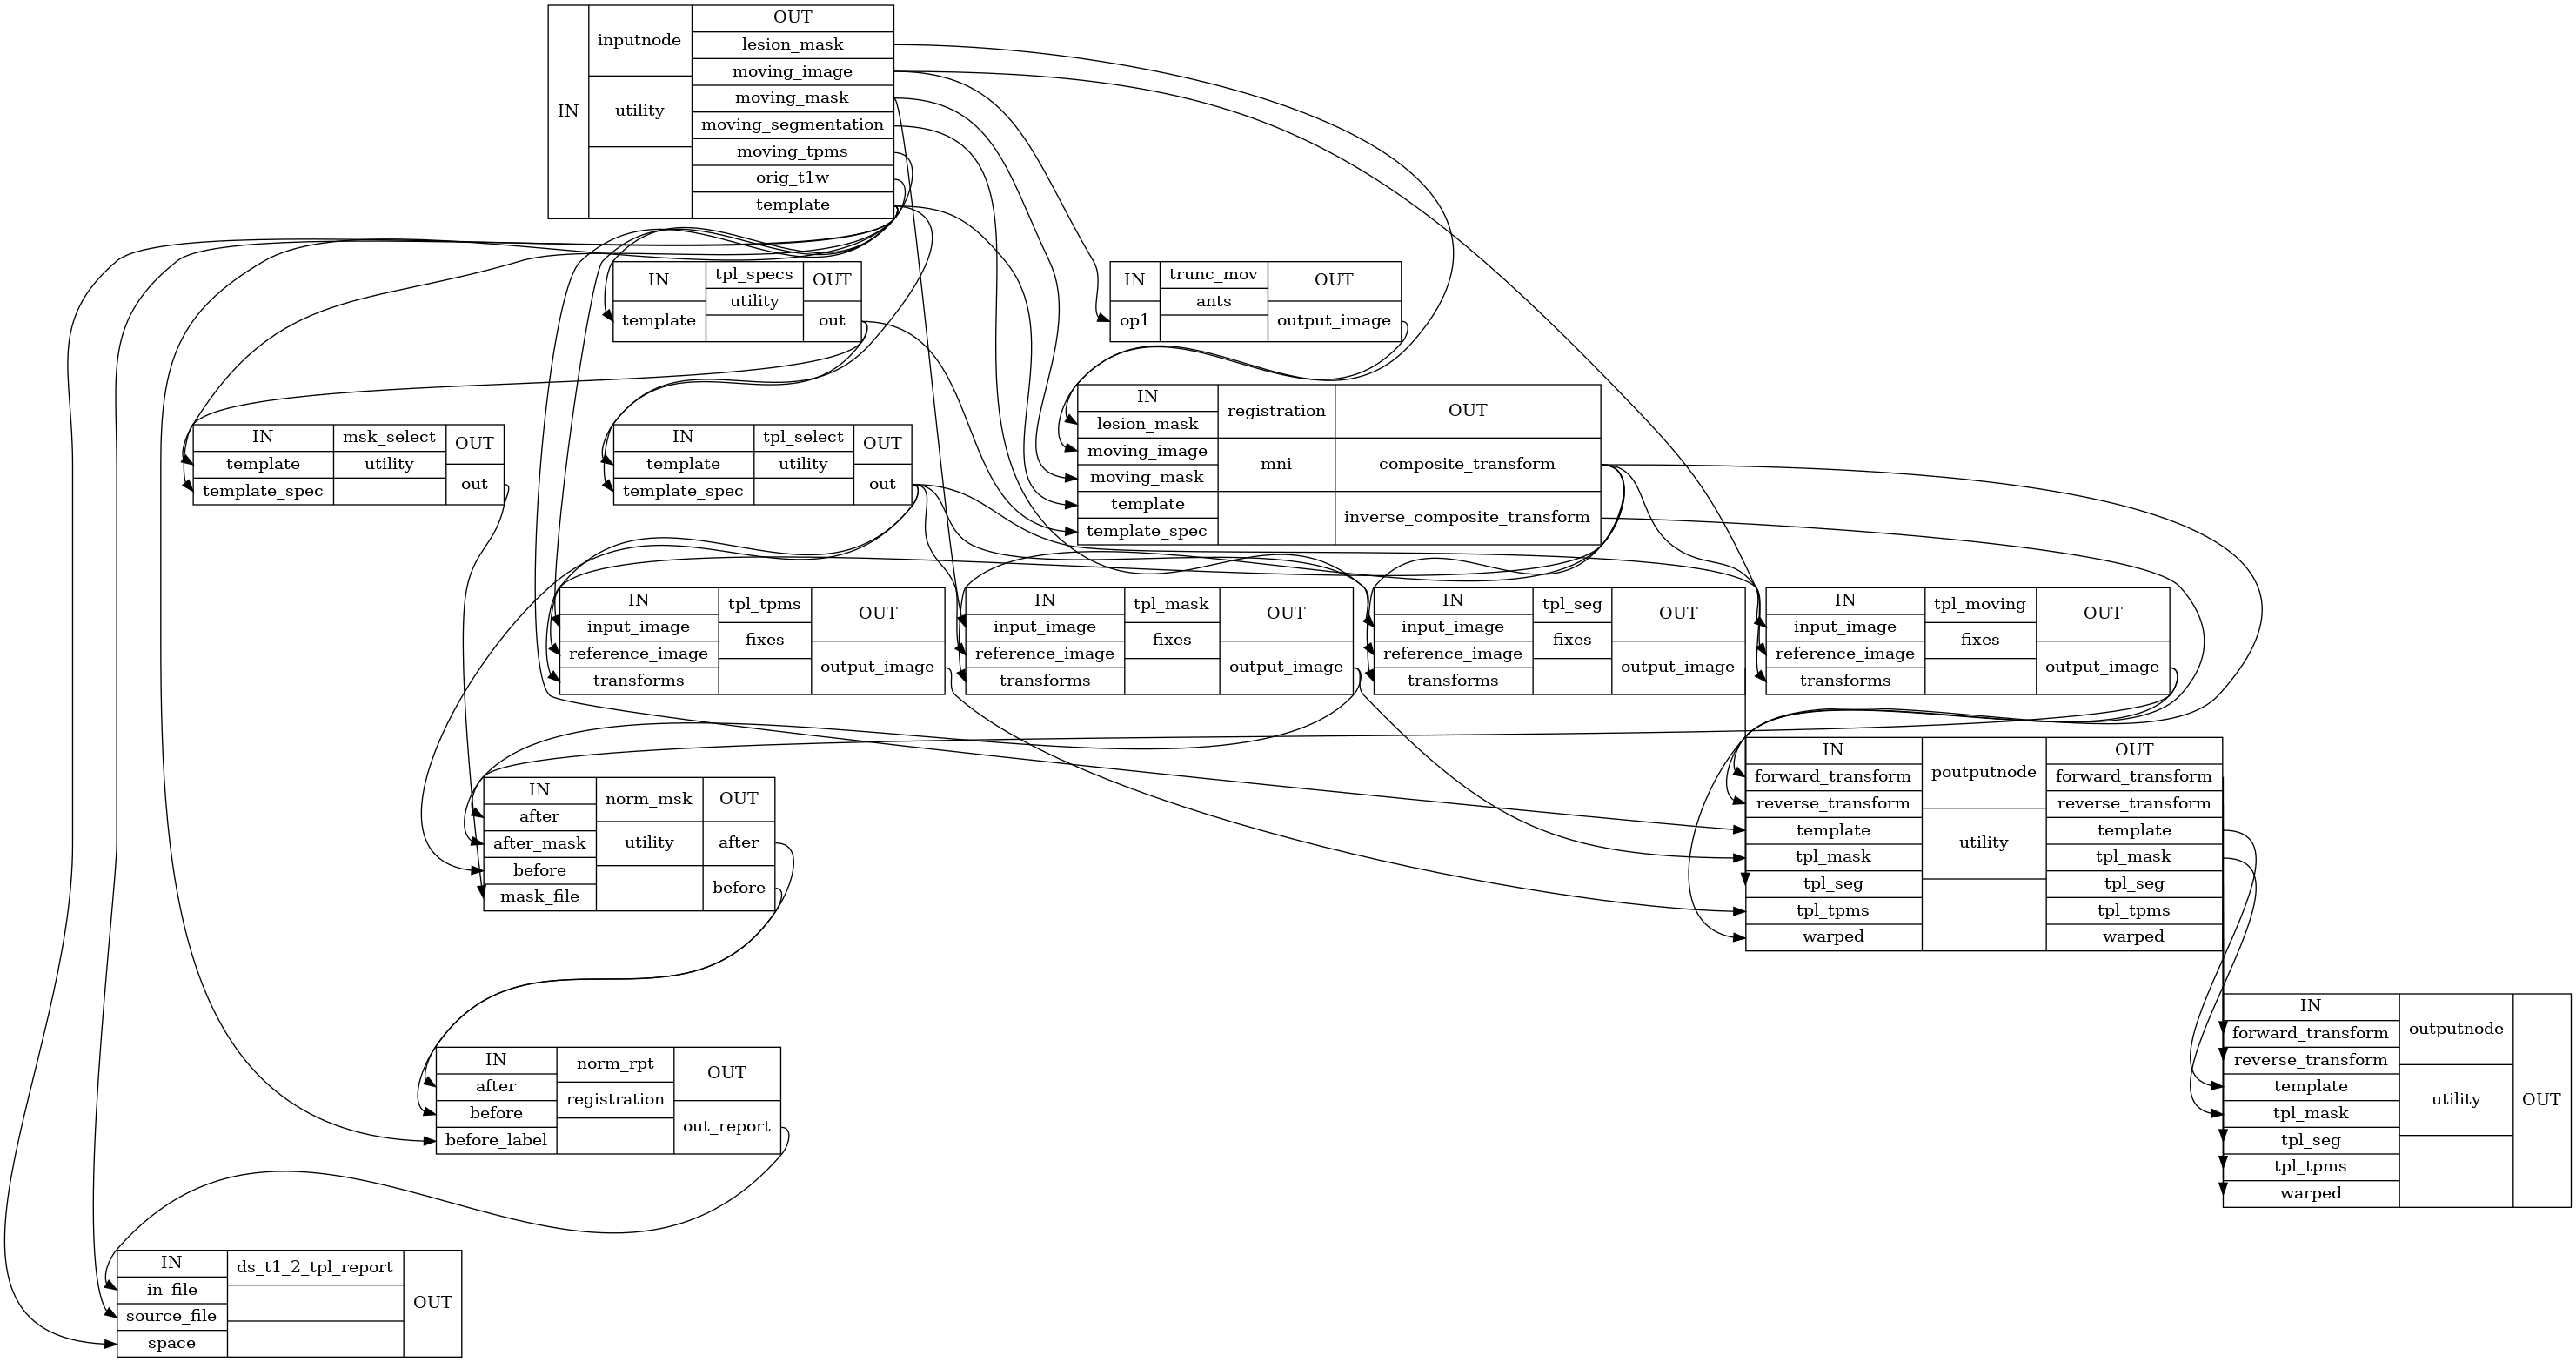 IN
inputnode
utility
OUT
lesion_mask
moving_image
moving_mask
moving_segmentation
moving_tpms
orig_t1w
template
IN
template
tpl_specs
utility
OUT
out
IN
op1
trunc_mov
ants
OUT
output_image
IN
template
template_spec
msk_select
utility
OUT
out
IN
template
template_spec
tpl_select
utility
OUT
out
IN
lesion_mask
moving_image
moving_mask
template
template_spec
registration
mni
OUT
composite_transform
inverse_composite_transform
IN
input_image
reference_image
transforms
tpl_tpms
fixes
OUT
output_image
IN
input_image
reference_image
transforms
tpl_mask
fixes
OUT
output_image
IN
input_image
reference_image
transforms
tpl_seg
fixes
OUT
output_image
IN
input_image
reference_image
transforms
tpl_moving
fixes
OUT
output_image
IN
forward_transform
reverse_transform
template
tpl_mask
tpl_seg
tpl_tpms
warped
poutputnode
utility
OUT
forward_transform
reverse_transform
template
tpl_mask
tpl_seg
tpl_tpms
warped
IN
after
after_mask
before
mask_file
norm_msk
utility
OUT
after
before
IN
forward_transform
reverse_transform
template
tpl_mask
tpl_seg
tpl_tpms
warped
outputnode
utility
OUT
IN
after
before
before_label
norm_rpt
registration
OUT
out_report
IN
in_file
source_file
space
ds_t1_2_tpl_report
OUT